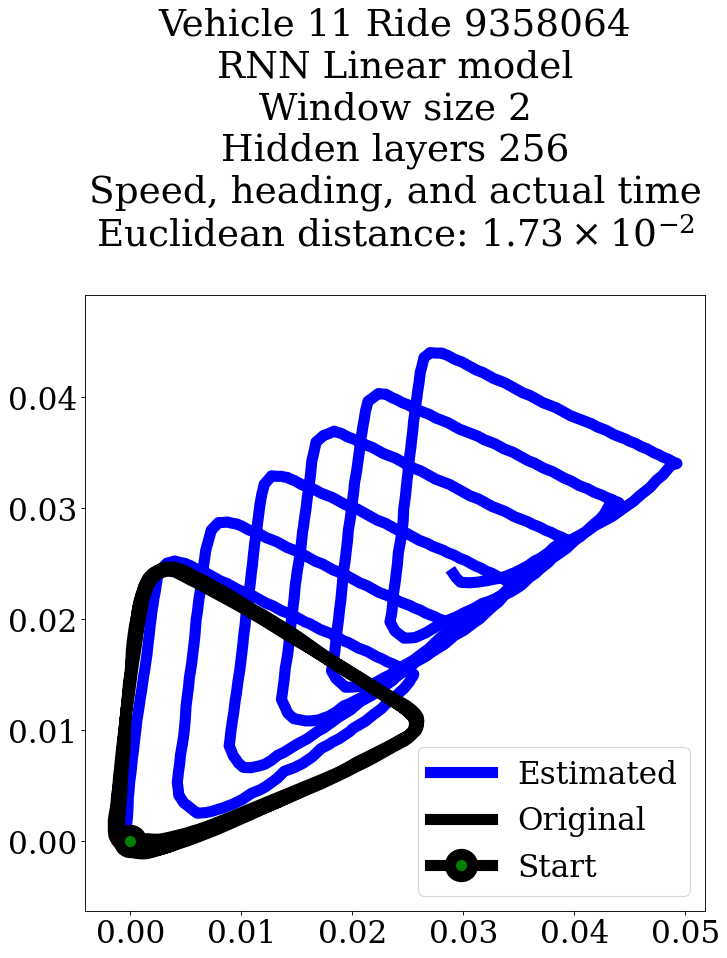 Vehicle 11 Ride 9358064
RNN Linear model
Window size 2
Hidden layers 256
Speed, heading, and actual time
Euclidean distance: 1.73 × 10⁻²
0.04
0.03
0.02
0.01
0.00
Estimated
Original
Start
0.00 0.01 0.02 0.03 0.04 0.05